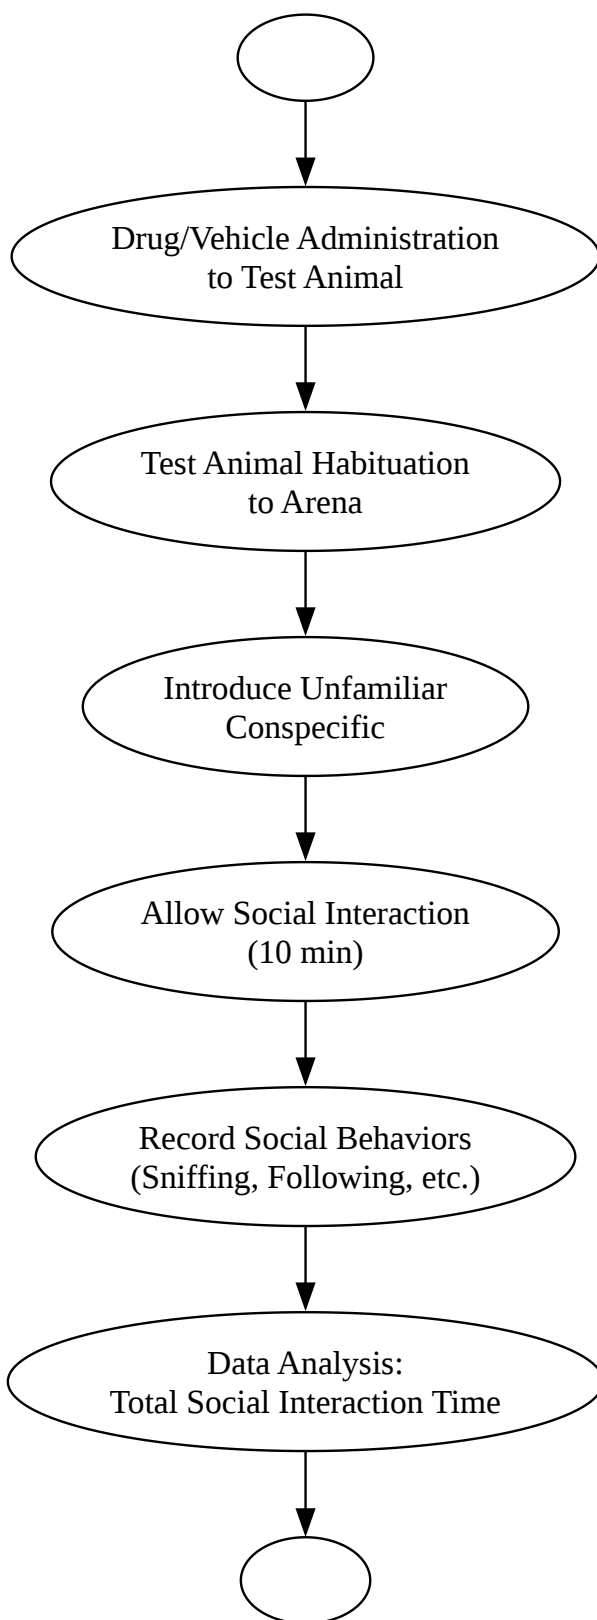 Drug/Vehicle Administration
to Test Animal
Test Animal Habituation
to Arena
Introduce Unfamiliar
Conspecific
Allow Social Interaction
(10 min)
Record Social Behaviors
(Sniffing, Following, etc.)
Data Analysis:
Total Social Interaction Time